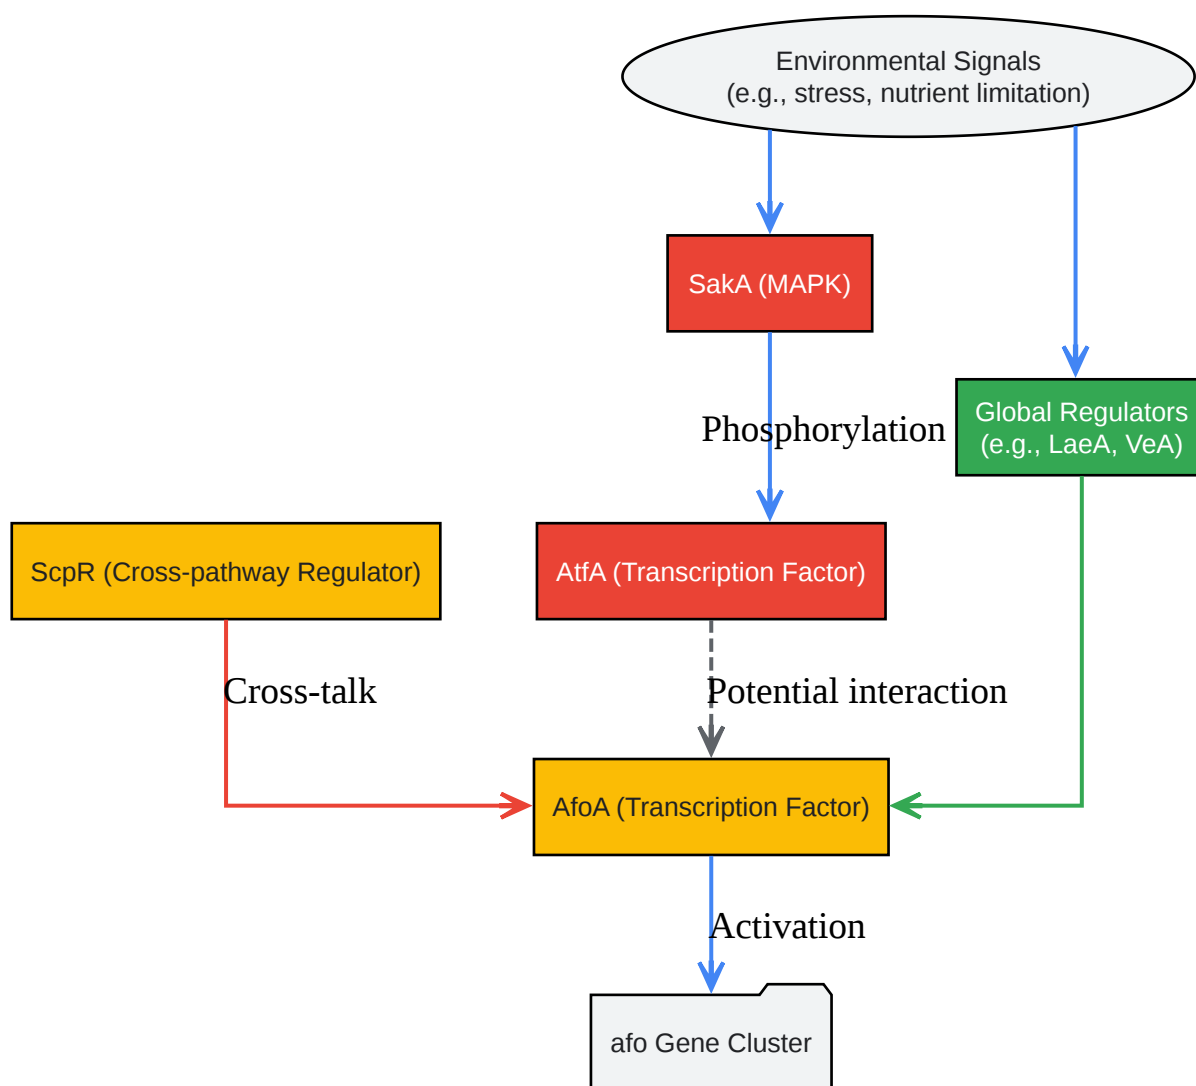 Environmental Signals
(e.g., stress, nutrient limitation)
SakA (MAPK)
Global Regulators
(e.g., LaeA, VeA)
Phosphorylation
ScpR (Cross-pathway Regulator)
AtfA (Transcription Factor)
Cross-talk
Potential interaction
AfoA (Transcription Factor)
Activation
afo Gene Cluster